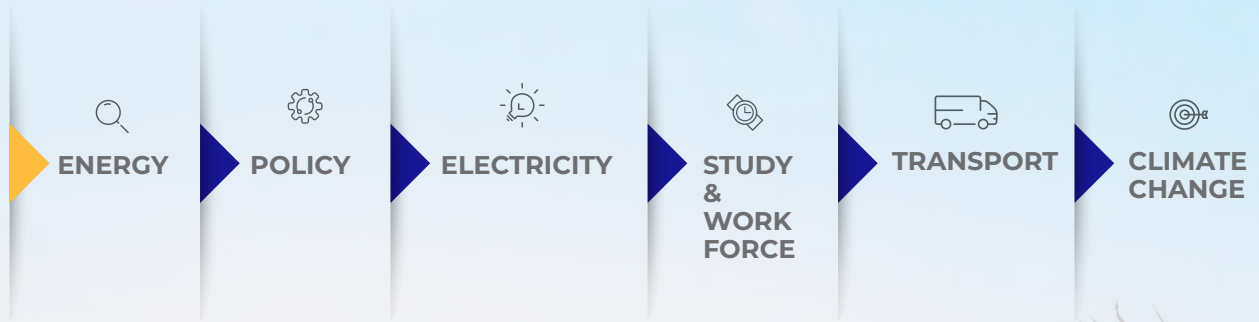 ENERGY
POLICY
ELECTRICITY
STUDY
&
WORK
FORCE
TRANSPORT
CLIMATE
CHANGE